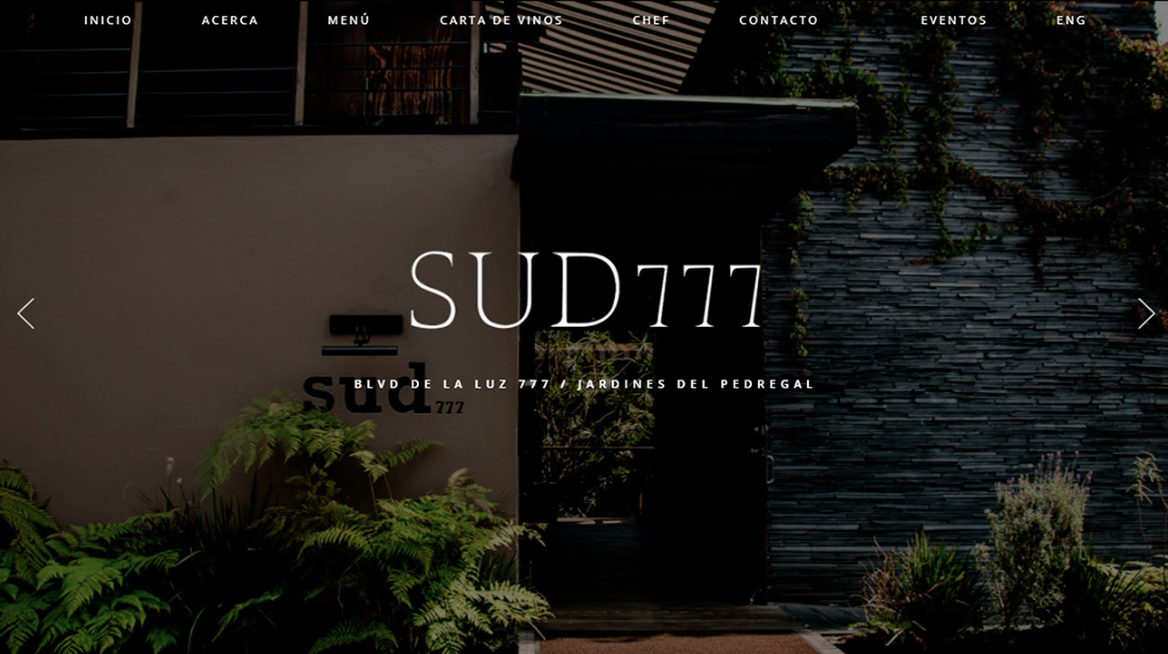 INICIO ACERCA MENÚ CARTA DE VINOS CHEF CONTACTO EVENTOS ENG
SUD777
sud 777
BLVD DE LA LUZ 777 / JARDINES DEL PEDREGAL